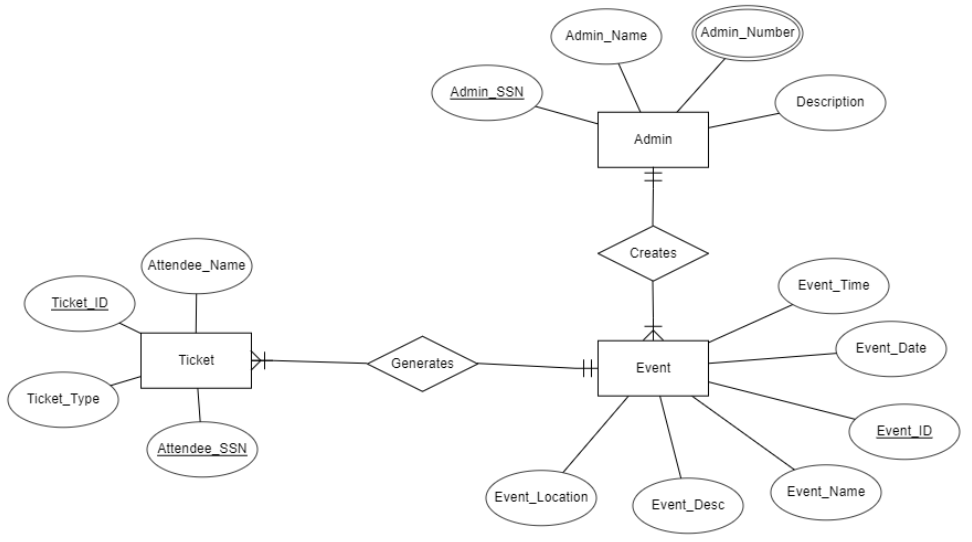 Admin_Name
Admin_Number
Admin_SSN
Description
Admin
Creates
Attendee_Name
Ticket_ID
Event_Time
Ticket
Generates
Event
Event_Date
Ticket_Type
Event_ID
Attendee_SSN
Event_Location
Event_Desc
Event_Name